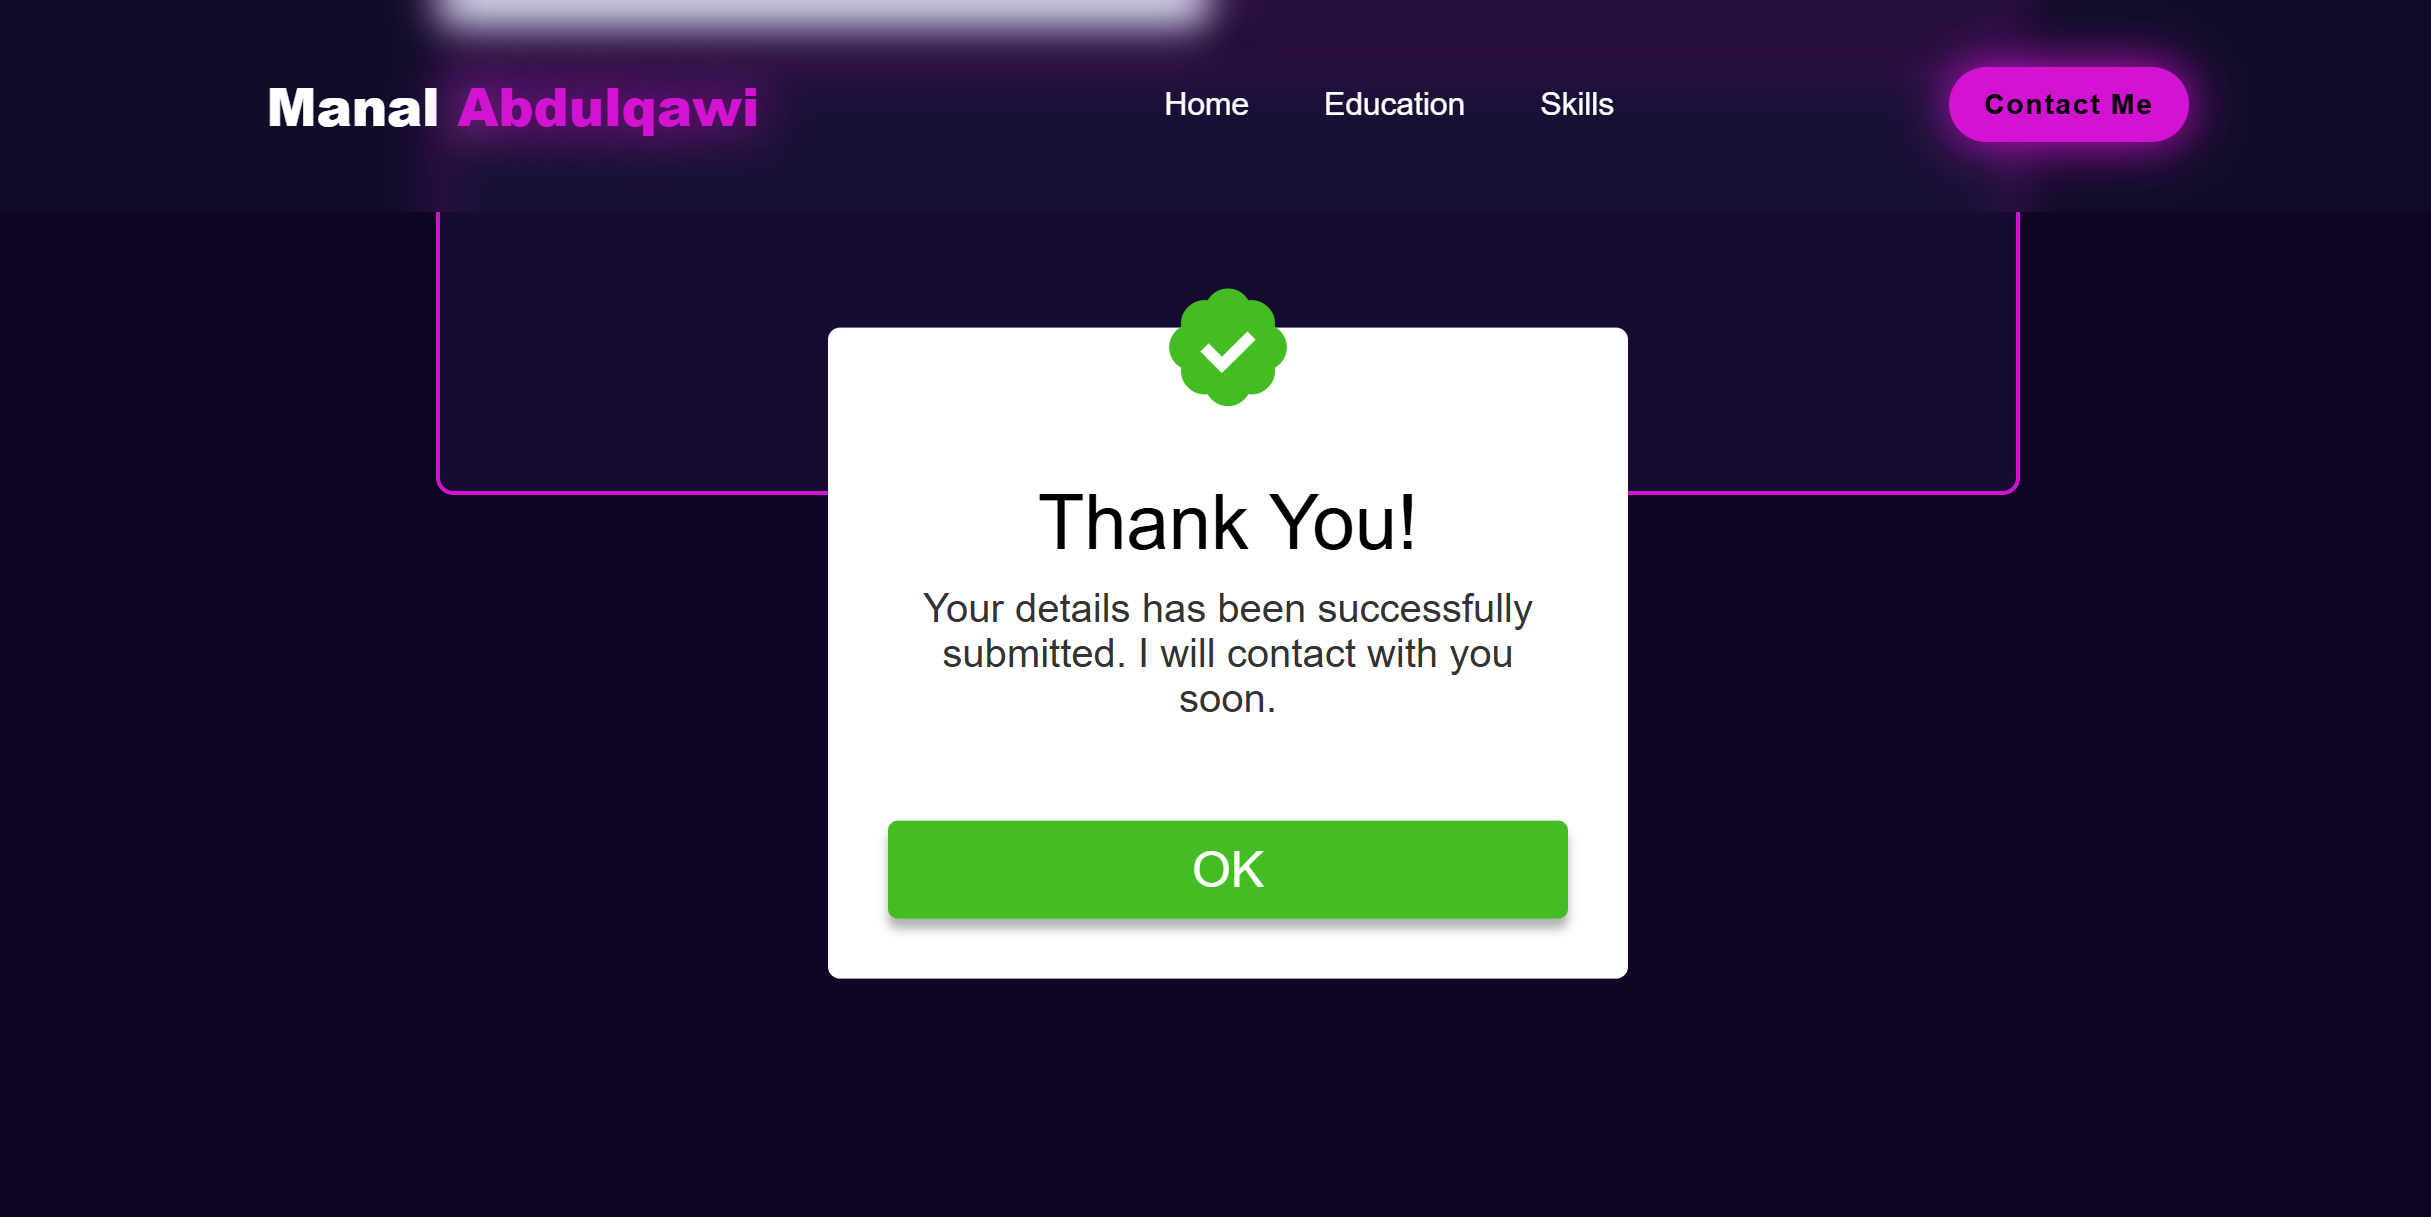 Manal Abdulqawi
Home
Education
Skills
Contact Me
Thank You!
Your details has been successfully
submitted. I will contact with you
soon.
OK